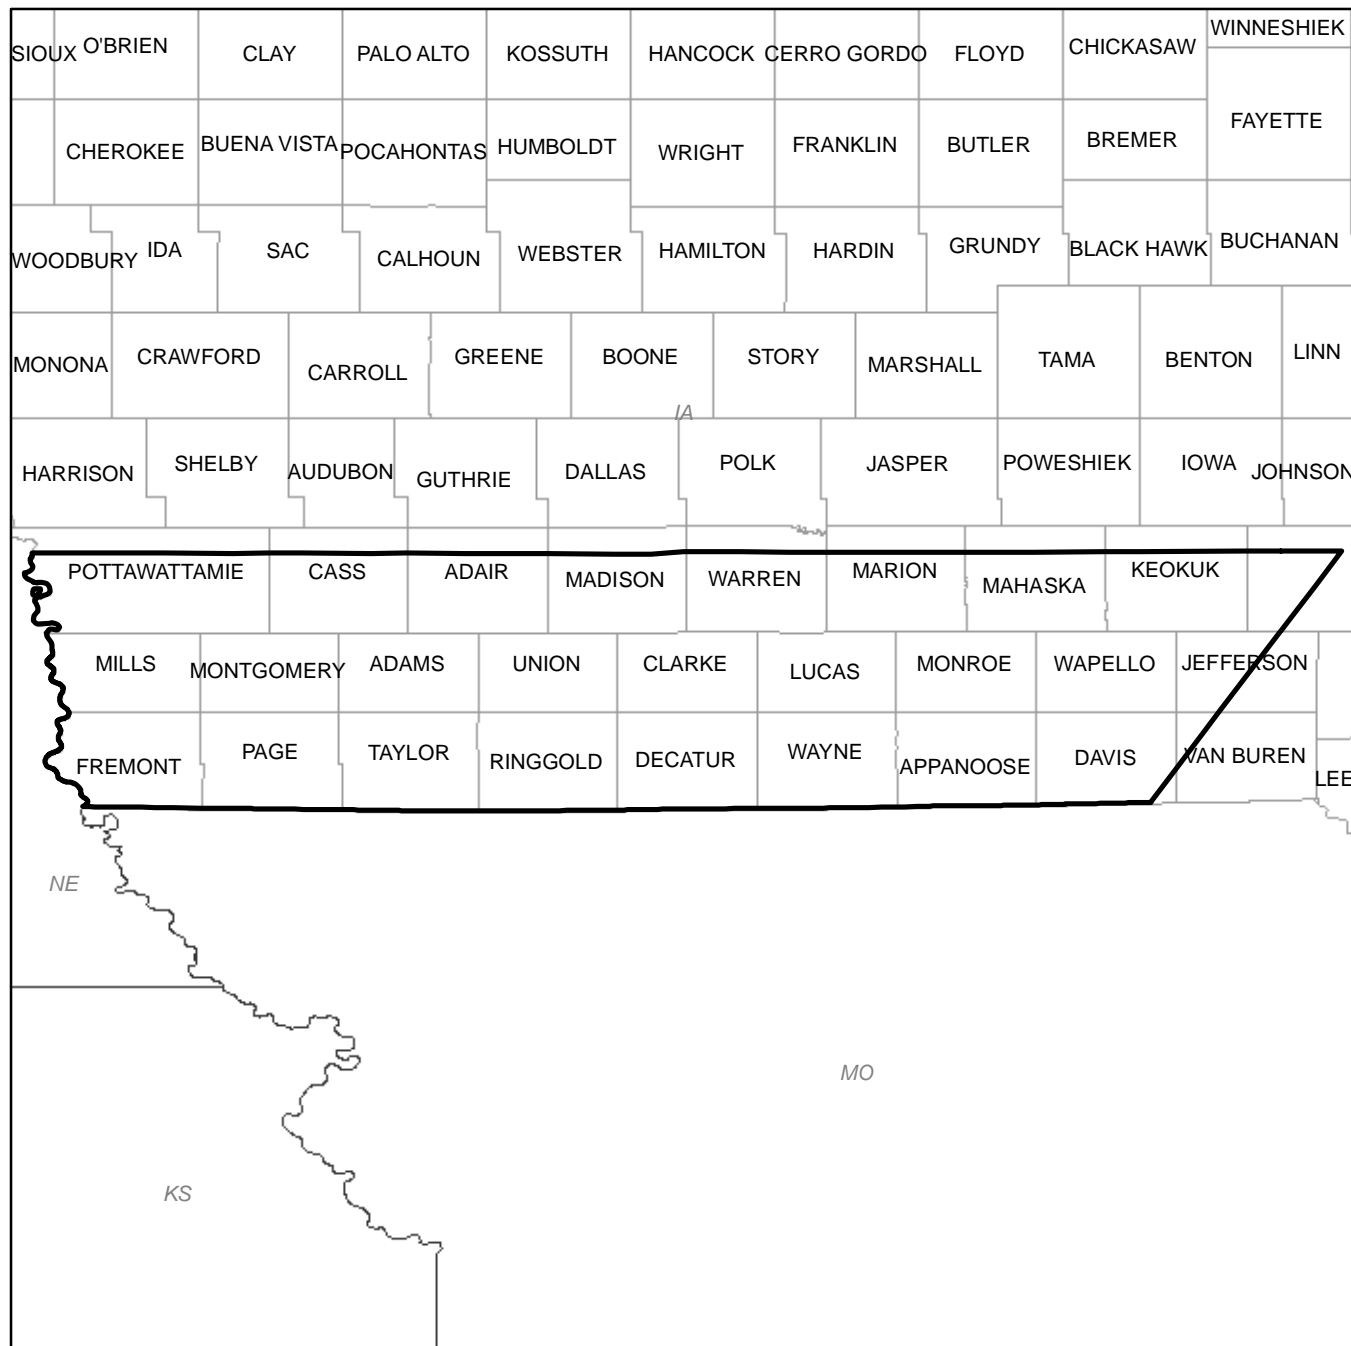 WINNESHIEK
SIOUX O'BRIEN CLAY PALO ALTO KOSSUTH HANCOCK CERRO GORDO FLOYD CHICKASAW
FAYETTE
CHEROKEE BUENA VISTA POCAHONTAS HUMBOLDT WRIGHT FRANKLIN BUTLER BREMER
WOODBURY IDA SAC CALHOUN WEBSTER HAMILTON HARDIN GRUNDY BLACK HAWK BUCHANAN
MONONA CRAWFORD CARROLL GREENE BOONE STORY MARSHALL TAMA BENTON LINN
IA
HARRISON SHELBY AUDUBON GUTHRIE DALLAS POLK JASPER POWESHIEK IOWA JOHNSON
POTTAWATTAMIE CASS ADAIR MADISON WARREN MARION MAHASKA KEOKUK
MILLS MONTGOMERY ADAMS UNION CLARKE LUCAS MONROE WAPELLO JEFFERSON
FREMONT PAGE TAYLOR RINGGOLD DECATUR WAYNE APPANOOSE DAVIS VAN BUREN LEE
NE
MO
KS